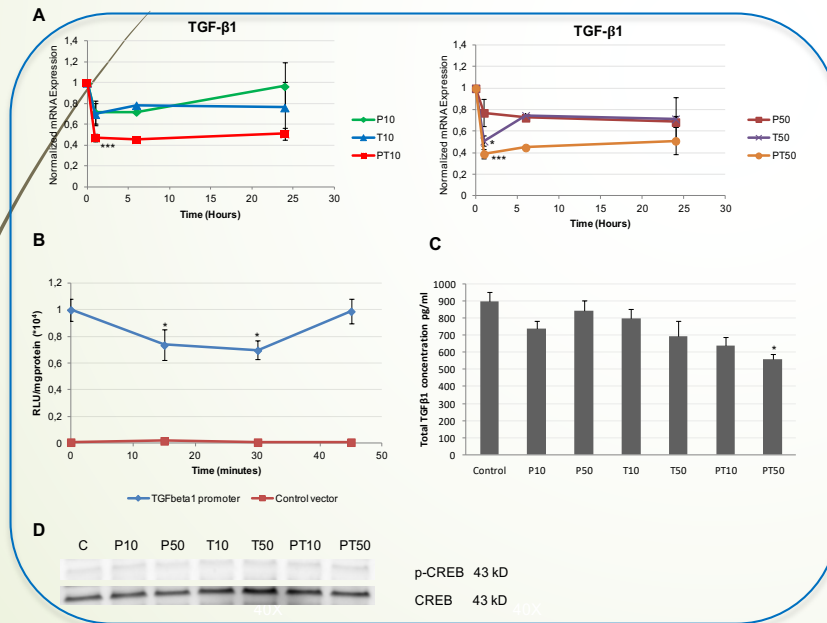 A
TGF-β1
Normalized mRNA Expression
1,4
1,2
1
0,8
0,6
0,4
0,2
0
***
0 5 10 15 20 25 30
Time (Hours)
P10
T10
PT10
TGF-β1
Normalized mRNA Expression
1,4
1,2
1
0,8
0,6
0,4
0,2
0
*
***
0 5 10 15 20 25 30
Time (Hours)
P50
T50
PT50
B
RLU/mgprotein (*10⁴)
1,2
1
0,8
0,6
0,4
0,2
0
*
*
0 10 20 30 40 50
Time (minutes)
TGFbeta1 promoter
Control vector
C
Total TGFβ1 concentration pg/ml
900
800
700
600
500
400
300
200
100
000
*
Control P10 P50 T10 T50 PT10 PT50
D
C P10 P50 T10 T50 PT10 PT50
p-CREB 43 kD
CREB 43 kD
40X
40X